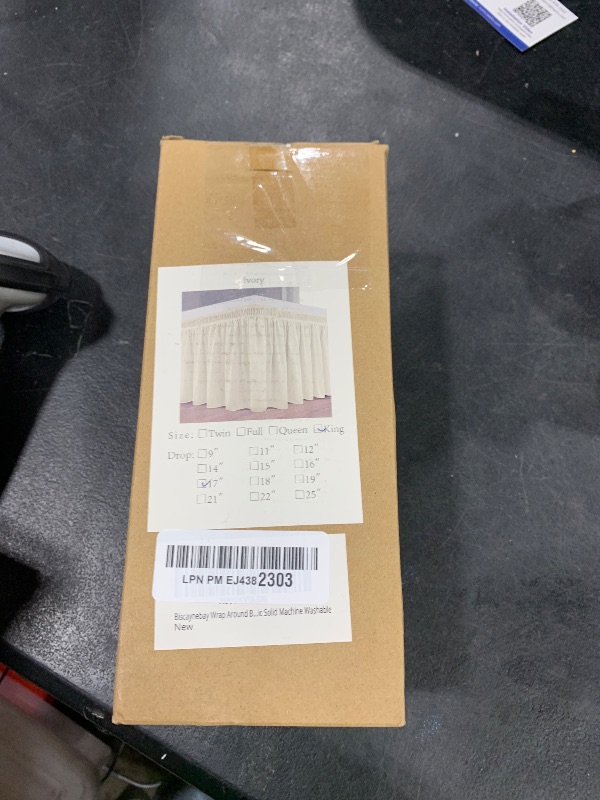 Ivory
Size: ☐Twin ☐Full ☐Queen ☑King
Drop: ☐9" ☐11" ☐12"
☐14" ☐15" ☐16"
☑17" ☐18" ☐19"
☐21" ☐22" ☐25"
LPN PM EJ4382303
Biscaynebay Wrap Around B...ic Solid Machine Washable
New